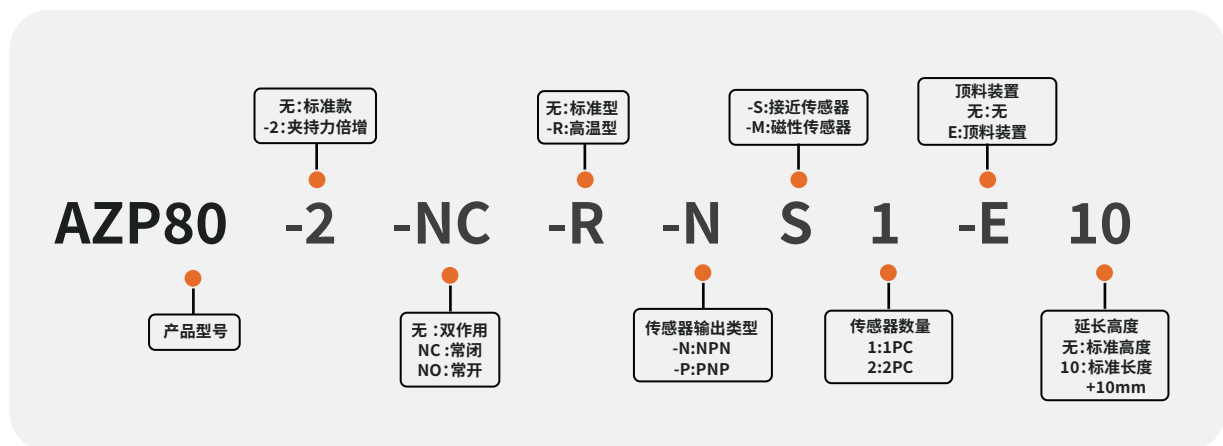 无:标准款
-2:夹持力倍增
无:标准型
-R:高温型
-S:接近传感器
-M:磁性传感器
顶料装置
无:无
E:顶料装置
AZP80 -2 -NC -R -N S 1 -E 10
产品型号
无 :双作用
NC :常闭
NO:常开
传感器输出类型
-N:NPN
-P:PNP
传感器数量
1:1PC
2:2PC
延长高度
无:标准高度
10:标准长度
+10mm